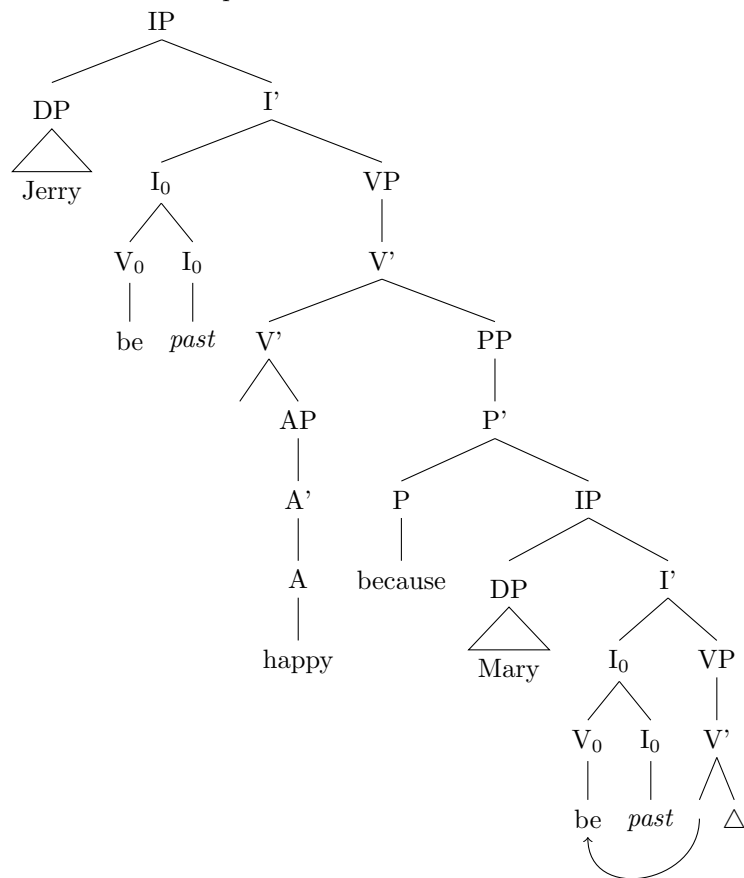 IP
DP I'
Jerry I₀ VP
V₀ I₀ V'
be past V' PP
AP P'
A' P IP
A because DP I'
happy Mary I₀ VP
V₀ I₀ V'
be past △